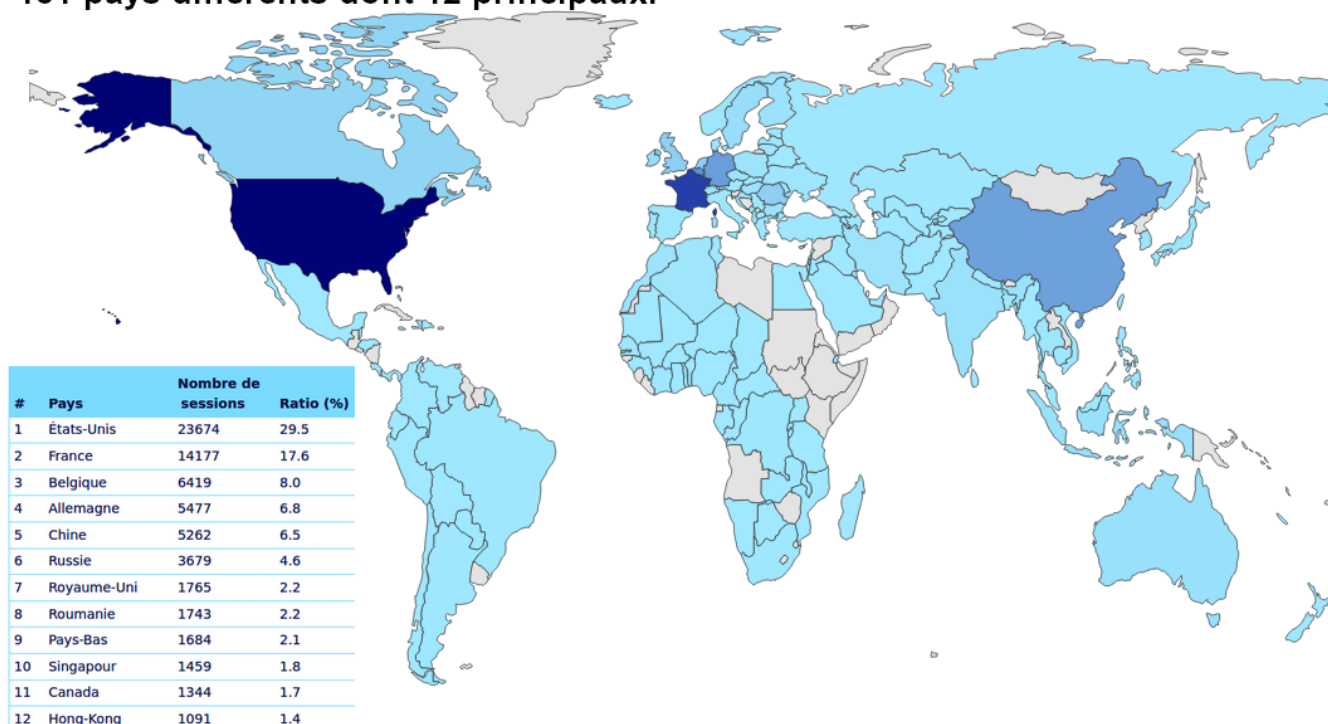 pays différents dont 12 principaux.
Nombre de
# Pays sessions Ratio (%)
1 États-Unis 23674 29.5
2 France 14177 17.6
3 Belgique 6419 8.0
4 Allemagne 5477 6.8
5 Chine 5262 6.5
6 Russie 3679 4.6
7 Royaume-Uni 1765 2.2
8 Roumanie 1743 2.2
9 Pays-Bas 1684 2.1
10 Singapour 1459 1.8
11 Canada 1344 1.7
12 Hong-Kong 1091 1.4